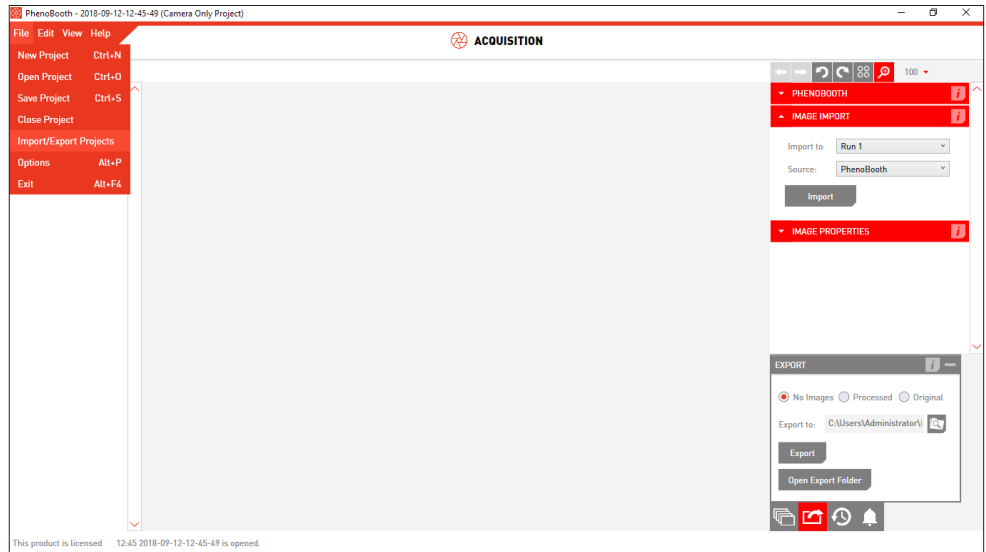 PhenoBooth - 2018-09-12-12-45-49 (Camera Only Project)
File Edit View Help
ACQUISITION
New Project Ctrl+N
Open Project Ctrl+O
Save Project Ctrl+S
Close Project
Import/Export Projects
Options Alt+P
Exit Alt+F4
100
PHENOBOOTH i
IMAGE IMPORT i
Import to: Run 1
Source: PhenoBooth
Import
IMAGE PROPERTIES i
EXPORT i
No Images Processed Original
Export to: C:\Users\Administrator\
Export
Open Export Folder
This product is licensed 12:45 2018-09-12-12-45-49 is opened.